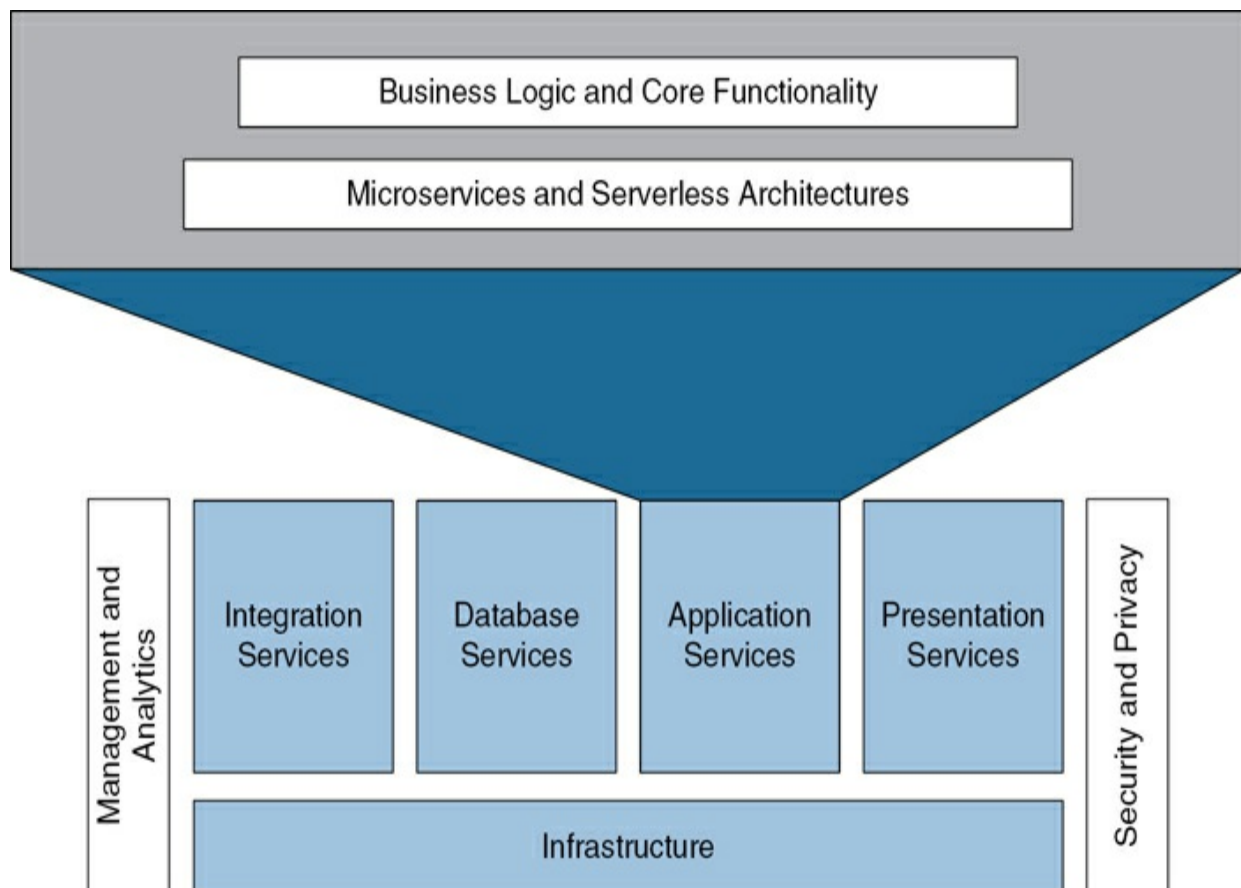 Business Logic and Core Functionality
Microservices and Serverless Architectures
Management and
Analytics
Integration
Services
Database
Services
Application
Services
Presentation
Services
Security and Privacy
Infrastructure